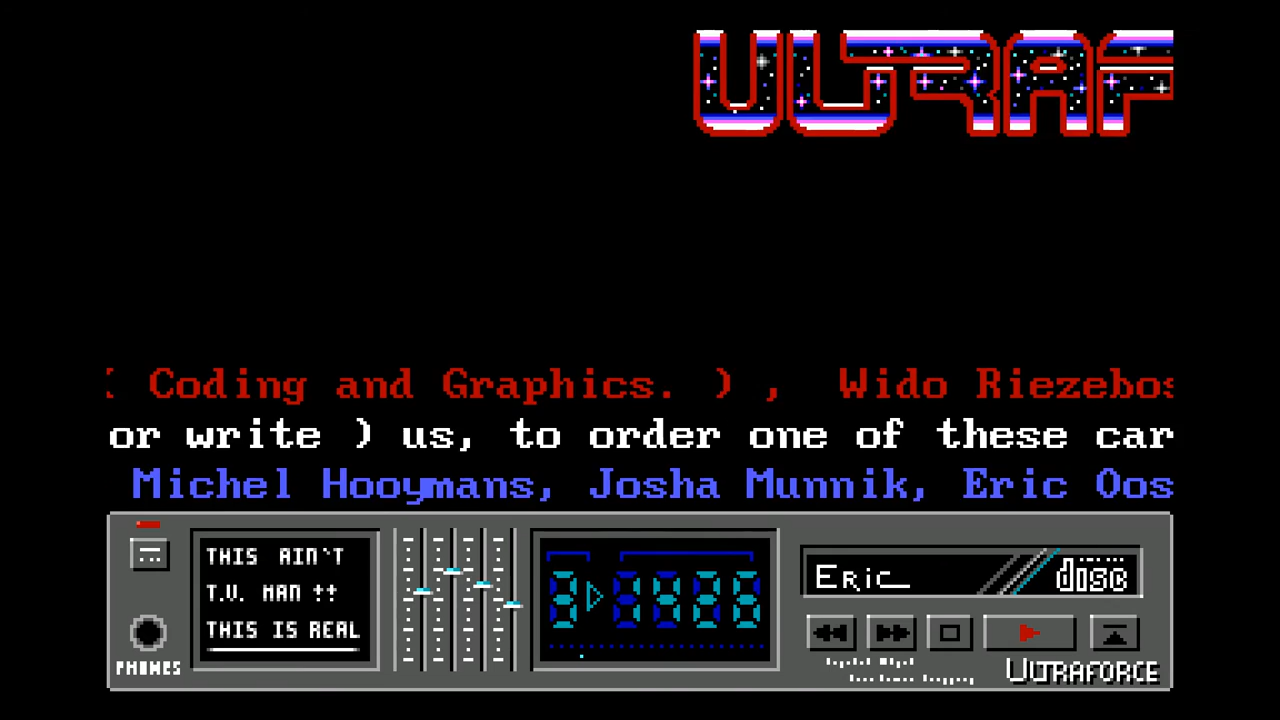 ULTRAF
( Coding and Graphics. ) , Wido Riezebos
or write ) us, to order one of these car
Michel Hooymans, Josha Munnik, Eric Oos
THIS AIN'T
T.V. MAN !!
THIS IS REAL
PHONES
Eric
disc
ULTRAFORCE